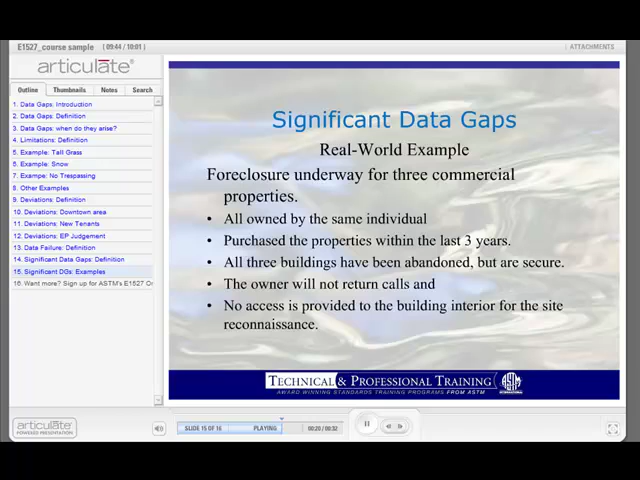 E1527_course sample (09:44 / 10:01)
ATTACHMENTS
articulate®
Outline Thumbnails Notes Search
1. Data Gaps: Introduction
2. Data Gaps: Definition
3. Data Gaps: when do they arise?
4. Limitations: Definition
5. Example: Tall Grass
6. Example: Snow
7. Exampe: No Trespassing
8. Other Examples
9. Deviations: Definition
10. Deviations: Downtown area
11. Deviations: New Tenants
12. Deviations: EP Judgement
13. Data Failure: Definition
14. Significant Data Gaps: Definition
15. Significant DGs: Examples
16. Want more? Sign up for ASTM's E1527 On
Significant Data Gaps
Real-World Example
Foreclosure underway for three commercial
properties.
• All owned by the same individual
• Purchased the properties within the last 3 years.
• All three buildings have been abandoned, but are secure.
• The owner will not return calls and
• No access is provided to the building interior for the site
reconnaissance.
TECHNICAL & PROFESSIONAL TRAINING
AWARD WINNING STANDARDS TRAINING PROGRAMS FROM ASTM
ASTM
INTERNATIONAL
articulate®
POWERED PRESENTATION
SLIDE 15 OF 16 PLAYING 00:20 / 00:32